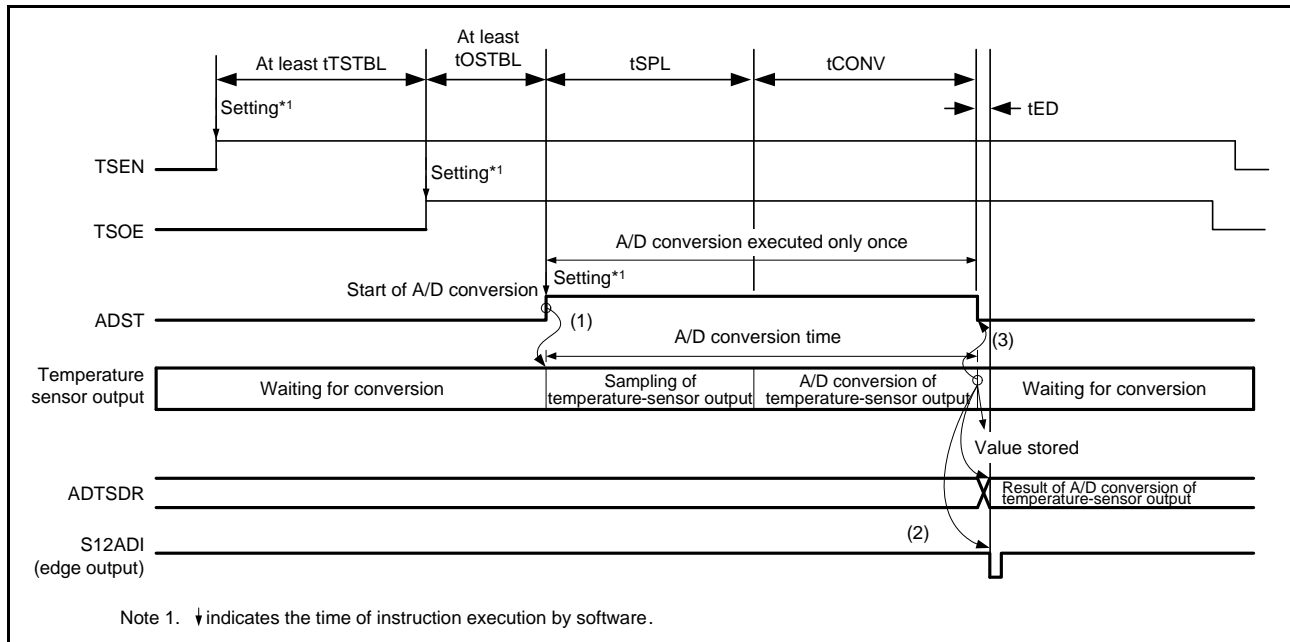 At least tTSTBL
At least
tOSTBL
tSPL
tCONV
tED
Setting*1
TSEN
Setting*1
TSOE
A/D conversion executed only once
Setting*1
Start of A/D conversion
ADST
(1)
A/D conversion time
(3)
Temperature
sensor output
Waiting for conversion
Sampling of
temperature-sensor output
A/D conversion of
temperature-sensor output
Waiting for conversion
Value stored
ADTSDR
Result of A/D conversion of
temperature-sensor output
(2)
S12ADI
(edge output)
Note 1. ↓ indicates the time of instruction execution by software.